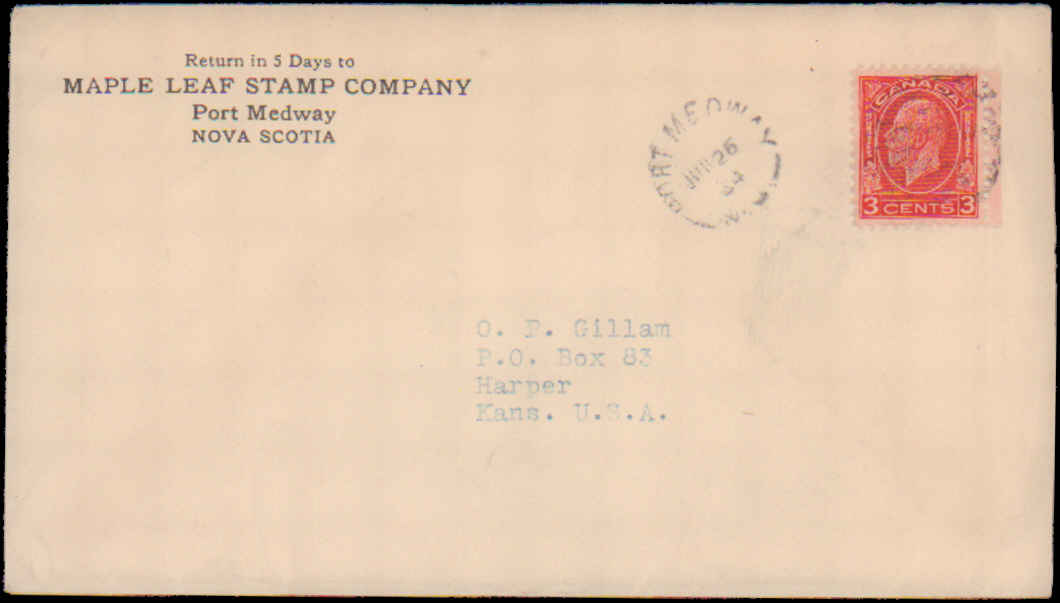 Return in 5 Days to
MAPLE LEAF STAMP COMPANY
Port Medway
NOVA SCOTIA
PORT MEDWAY
26
CANADA
3 CENTS 3
O. F. Gillam
P.O. Box 83
Harper
Kans. U.S.A.